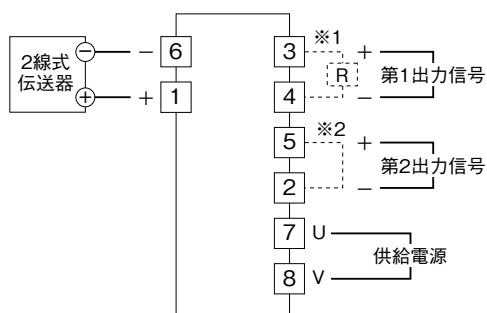 2線式
伝送器
− − 6
+ + 1
3 ※1 +
R
4 −
第1出力信号
5 ※2 +
2 −
第2出力信号
7 U
8 V
供給電源